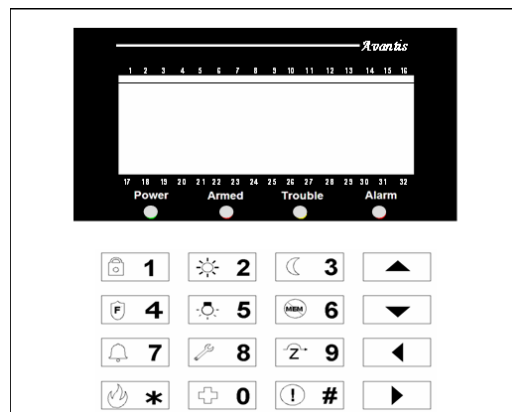 Avantis
1 2 3 4 5 6 7 8 9 10 11 12 13 14 15 16
17 18 19 20 21 22 23 24 25 26 27 28 29 30 31 32
Power Armed Trouble Alarm
1 2 3
F 4 5 MEM 6
7 8 Z 9
* 0 ! #